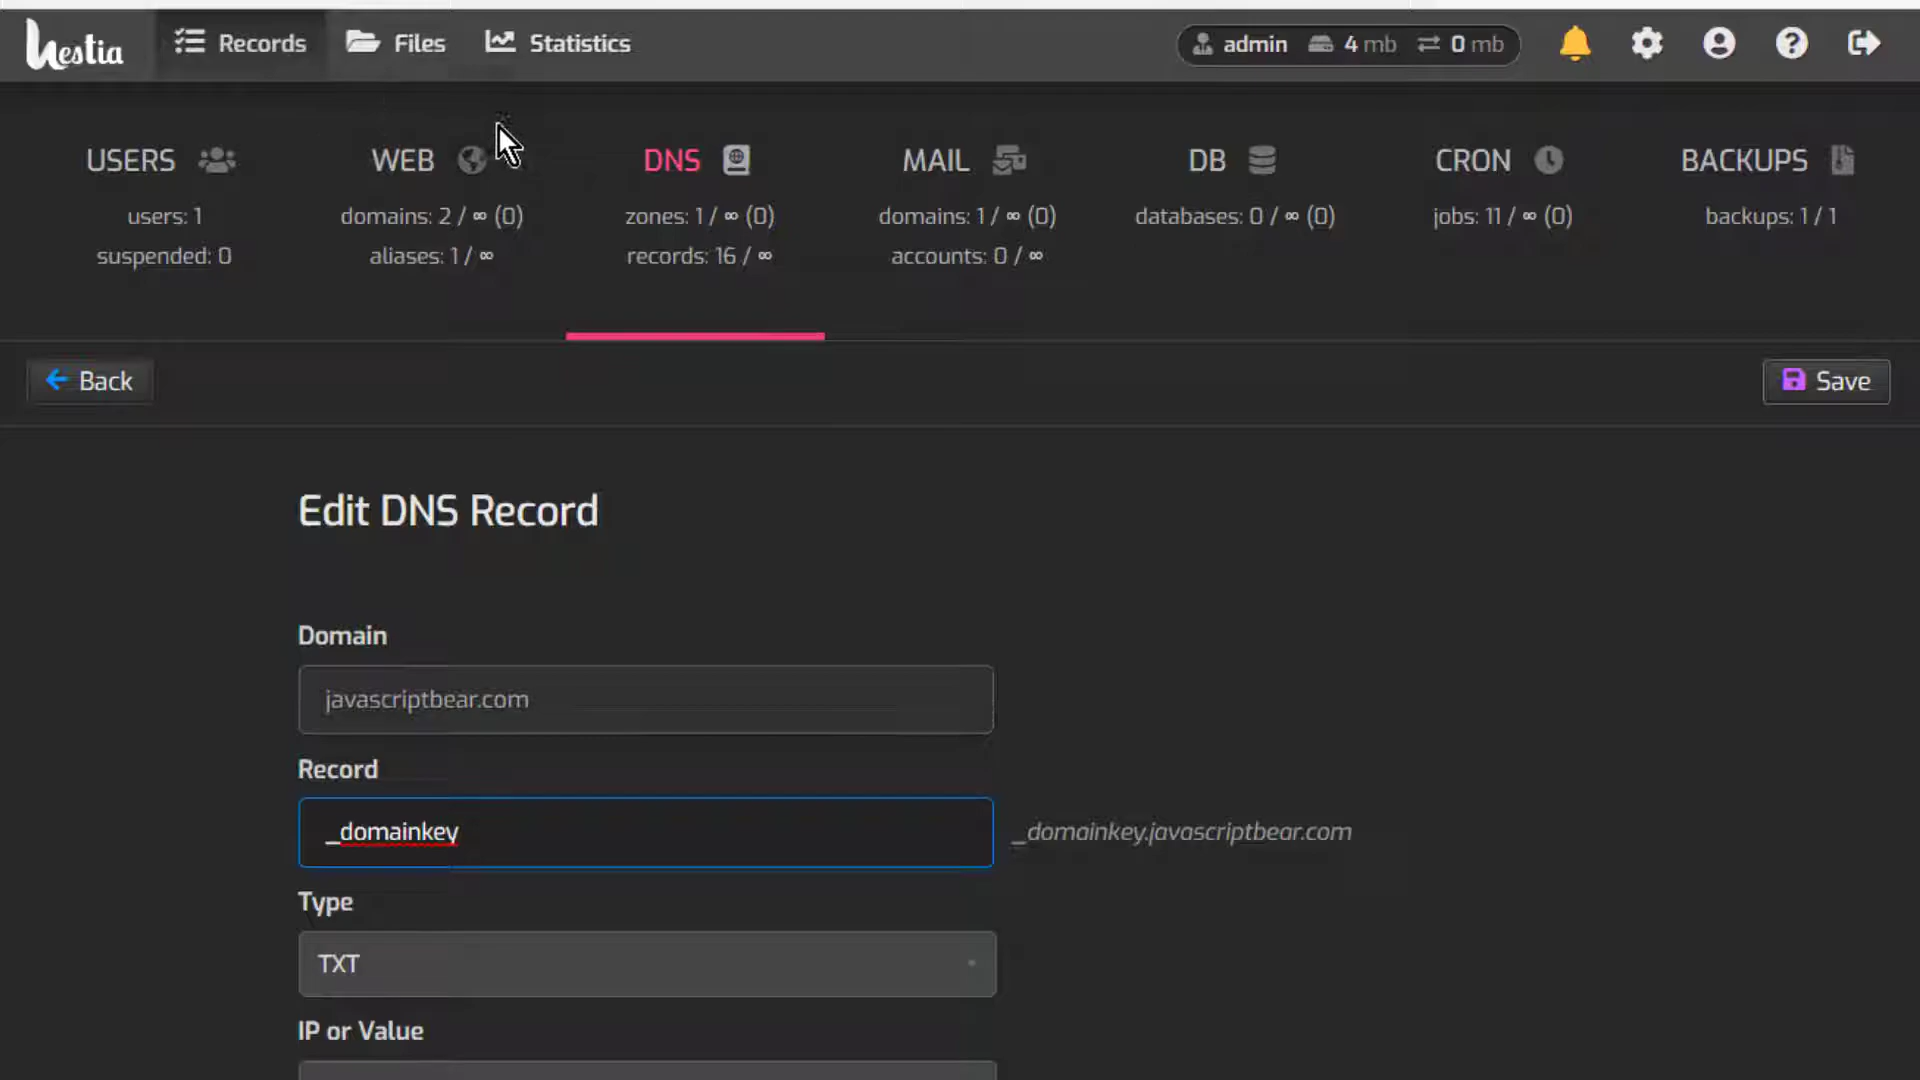 hestia Records Files Statistics admin 4 mb 0 mb
USERS WEB DNS MAIL DB CRON BACKUPS
users: 1 domains: 2 / ∞ (0) zones: 1 / ∞ (0) domains: 1 / ∞ (0) databases: 0 / ∞ (0) jobs: 11 / ∞ (0) backups: 1 / 1
suspended: 0 aliases: 1 / ∞ records: 16 / ∞ accounts: 0 / ∞
Back Save
Edit DNS Record
Domain
javascriptbear.com
Record
_domainkey _domainkey.javascriptbear.com
Type
TXT
IP or Value